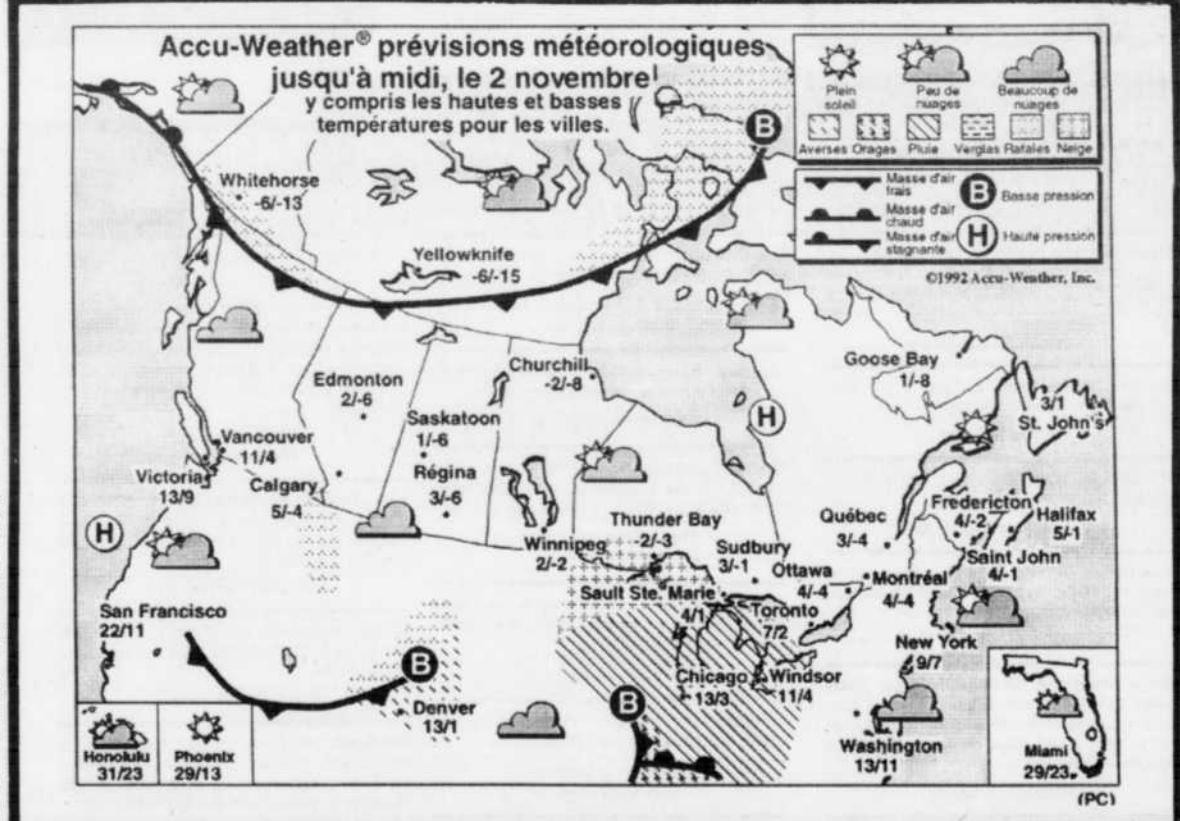 Accu-Weather® prévisions météorologiques
jusqu'à midi, le 2 novembre
y compris les hautes et basses
températures pour les villes.
Plein
soleil
Peu de
nuages
Beaucoup de
nuages
Averses Orages Pluie Verglas Rafales Neige
Masse d'air
frais
Masse d'air
chaud
Masse d'air
stagnante
B
Basse pression
H
Haute pression
©1992 Accu-Weather, Inc.
B
Whitehorse
-6/-13
Yellowknife
-6/-15
Churchill
-2/-8
Goose Bay
1/-8
Edmonton
2/-6
3/1
St. John's
Saskatoon
1/-6
H
Vancouver
11/4
Régina
3/-6
Victoria
13/9
Calgary
5/-4
Fredericton
4/-2
Halifax
5/-1
Québec
3/-4
Thunder Bay
-2/-3
H
Winnipeg
2/-2
Sudbury
3/-1
Saint John
4/-1
Ottawa
4/-4
Montréal
4/-4
Sault Ste. Marie
4/1
San Francisco
22/11
Toronto
7/2
New York
9/7
B
Chicago
13/3
Windsor
11/4
Denver
13/1
B
Washington
13/11
Honolulu
31/23
Phoenix
29/13
Miami
29/23
(PC)